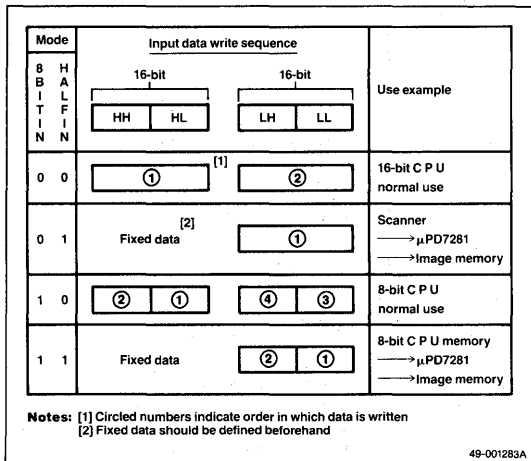 Mode
Input data write sequence
Use example
8BITIN
HALFIN
16-bit
16-bit
HH HL LH LL
0 0 ① [1] ② 16-bit C P U
normal use
0 1 Fixed data [2] ① Scanner
→ μPD7281
→ Image memory
1 0 ② ① ④ ③ 8-bit C P U
normal use
1 1 Fixed data ② ① 8-bit C P U memory
→ μPD7281
→ Image memory
Notes: [1] Circled numbers indicate order in which data is written
[2] Fixed data should be defined beforehand
49-001283A